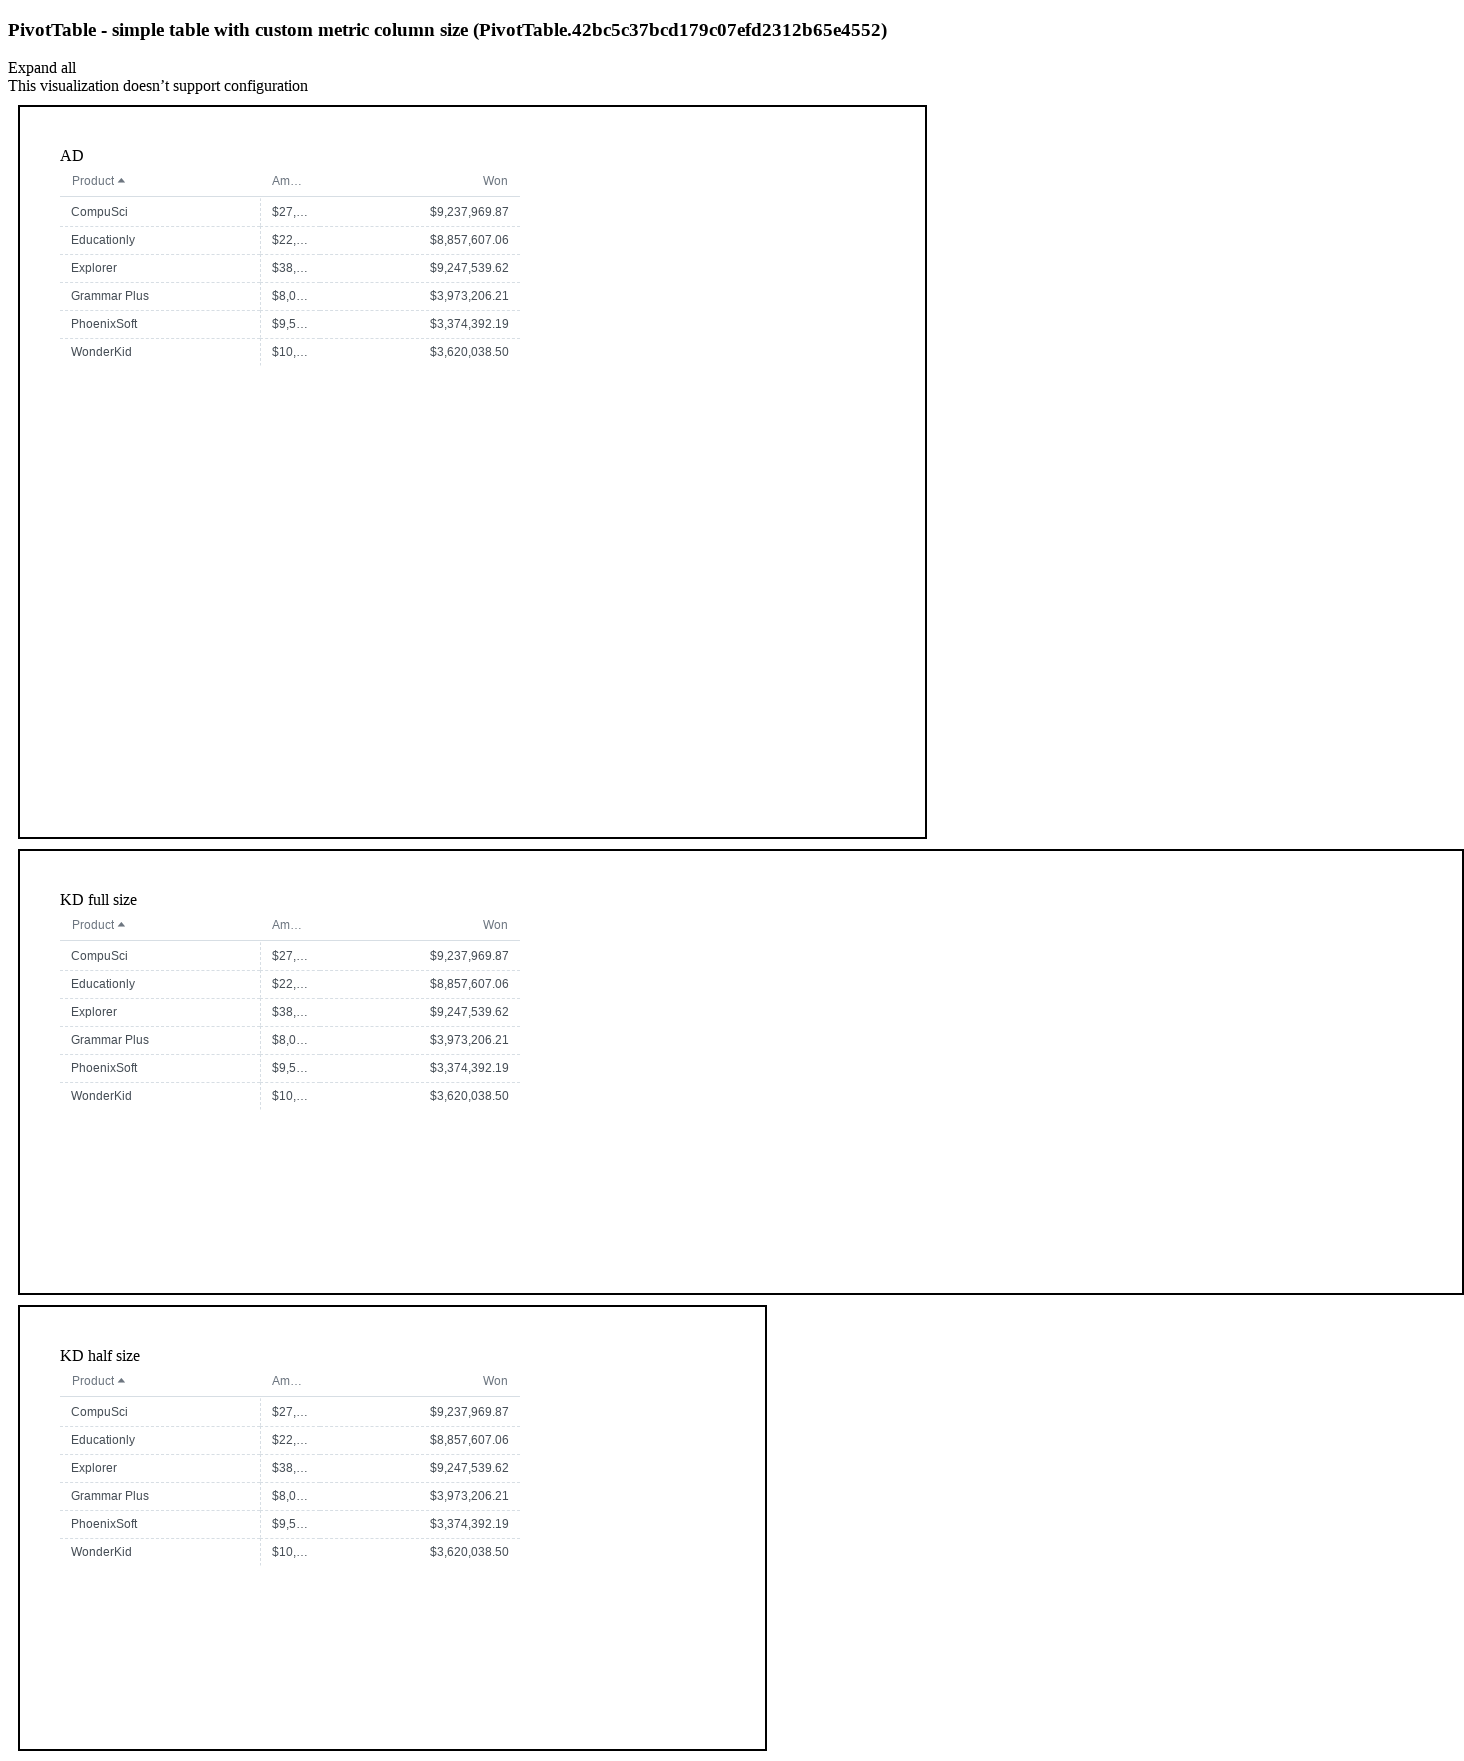 PivotTable - simple table with custom metric column size (PivotTable.42bc5c37bcd179c07efd2312b65e4552)
Expand all
This visualization doesn’t support configuration
AD
Product Am… Won
CompuSci $27,… $9,237,969.87
Educationly $22,… $8,857,607.06
Explorer $38,… $9,247,539.62
Grammar Plus $8,0… $3,973,206.21
PhoenixSoft $9,5… $3,374,392.19
WonderKid $10,… $3,620,038.50
KD full size
Product Am… Won
CompuSci $27,… $9,237,969.87
Educationly $22,… $8,857,607.06
Explorer $38,… $9,247,539.62
Grammar Plus $8,0… $3,973,206.21
PhoenixSoft $9,5… $3,374,392.19
WonderKid $10,… $3,620,038.50
KD half size
Product Am… Won
CompuSci $27,… $9,237,969.87
Educationly $22,… $8,857,607.06
Explorer $38,… $9,247,539.62
Grammar Plus $8,0… $3,973,206.21
PhoenixSoft $9,5… $3,374,392.19
WonderKid $10,… $3,620,038.50